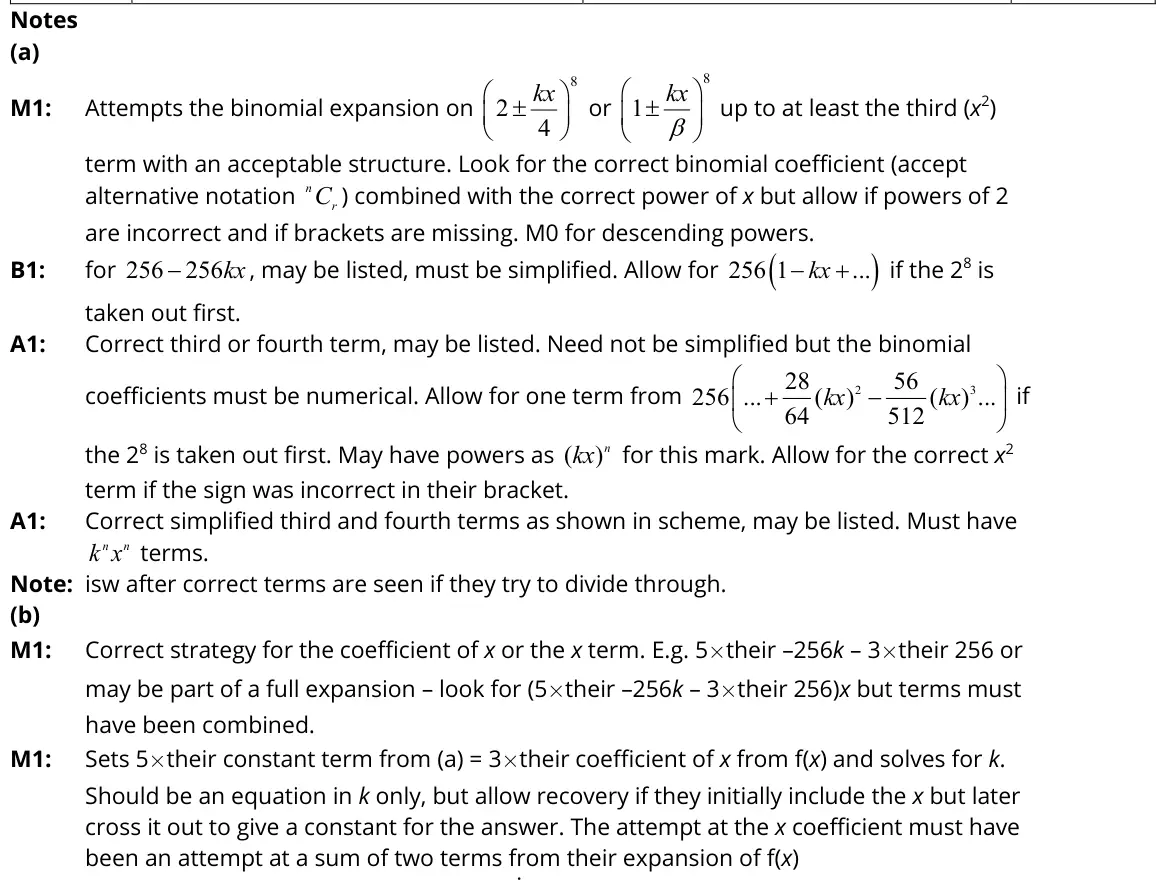 Notes
(a)
M1: Attempts the binomial expansion on (2 ± kx/4)⁸ or (1 ± kx/β)⁸ up to at least the third (x²)
term with an acceptable structure. Look for the correct binomial coefficient (accept
alternative notation ⁿCᵣ) combined with the correct power of x but allow if powers of 2
are incorrect and if brackets are missing. M0 for descending powers.
B1: for 256 − 256kx, may be listed, must be simplified. Allow for 256(1 − kx + ...) if the 2⁸ is
taken out first.
A1: Correct third or fourth term, may be listed. Need not be simplified but the binomial
coefficients must be numerical. Allow for one term from 256(... + 28/64 (kx)² − 56/512 (kx)³ ...) if
the 2⁸ is taken out first. May have powers as (kx)ⁿ for this mark. Allow for the correct x²
term if the sign was incorrect in their bracket.
A1: Correct simplified third and fourth terms as shown in scheme, may be listed. Must have
kⁿxⁿ terms.
Note: isw after correct terms are seen if they try to divide through.
(b)
M1: Correct strategy for the coefficient of x or the x term. E.g. 5×their –256k – 3×their 256 or
may be part of a full expansion – look for (5×their –256k – 3×their 256)x but terms must
have been combined.
M1: Sets 5×their constant term from (a) = 3×their coefficient of x from f(x) and solves for k.
Should be an equation in k only, but allow recovery if they initially include the x but later
cross it out to give a constant for the answer. The attempt at the x coefficient must have
been an attempt at a sum of two terms from their expansion of f(x)